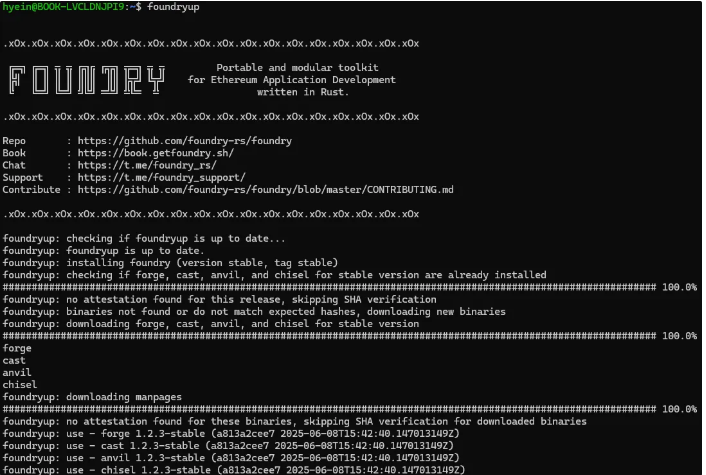 hyein@BOOK-LVCLDNJPI9:~$ foundryup
.xOx.xOx.xOx.xOx.xOx.xOx.xOx.xOx.xOx.xOx.xOx.xOx.xOx.xOx.xOx.xOx.xOx.xOx
FOUNDRY
Portable and modular toolkit
for Ethereum Application Development
written in Rust.
.xOx.xOx.xOx.xOx.xOx.xOx.xOx.xOx.xOx.xOx.xOx.xOx.xOx.xOx.xOx.xOx.xOx.xOx
Repo : https://github.com/foundry-rs/foundry
Book : https://book.getfoundry.sh/
Chat : https://t.me/foundry_rs/
Support : https://t.me/foundry_support/
Contribute : https://github.com/foundry-rs/foundry/blob/master/CONTRIBUTING.md
.xOx.xOx.xOx.xOx.xOx.xOx.xOx.xOx.xOx.xOx.xOx.xOx.xOx.xOx.xOx.xOx.xOx.xOx
foundryup: checking if foundryup is up to date...
foundryup: foundryup is up to date.
foundryup: installing foundry (version stable, tag stable)
foundryup: checking if forge, cast, anvil, and chisel for stable version are already installed
######################################################################################################## 100.0%
foundryup: no attestation found for this release, skipping SHA verification
foundryup: binaries not found or do not match expected hashes, downloading new binaries
foundryup: downloading forge, cast, anvil, and chisel for stable version
######################################################################################################## 100.0%
forge
cast
anvil
chisel
foundryup: downloading manpages
######################################################################################################## 100.0%
foundryup: no attestation found for these binaries, skipping SHA verification for downloaded binaries
foundryup: use - forge 1.2.3-stable (a813a2cee7 2025-06-08T15:42:40.147013149Z)
foundryup: use - cast 1.2.3-stable (a813a2cee7 2025-06-08T15:42:40.147013149Z)
foundryup: use - anvil 1.2.3-stable (a813a2cee7 2025-06-08T15:42:40.147013149Z)
foundryup: use - chisel 1.2.3-stable (a813a2cee7 2025-06-08T15:42:40.147013149Z)